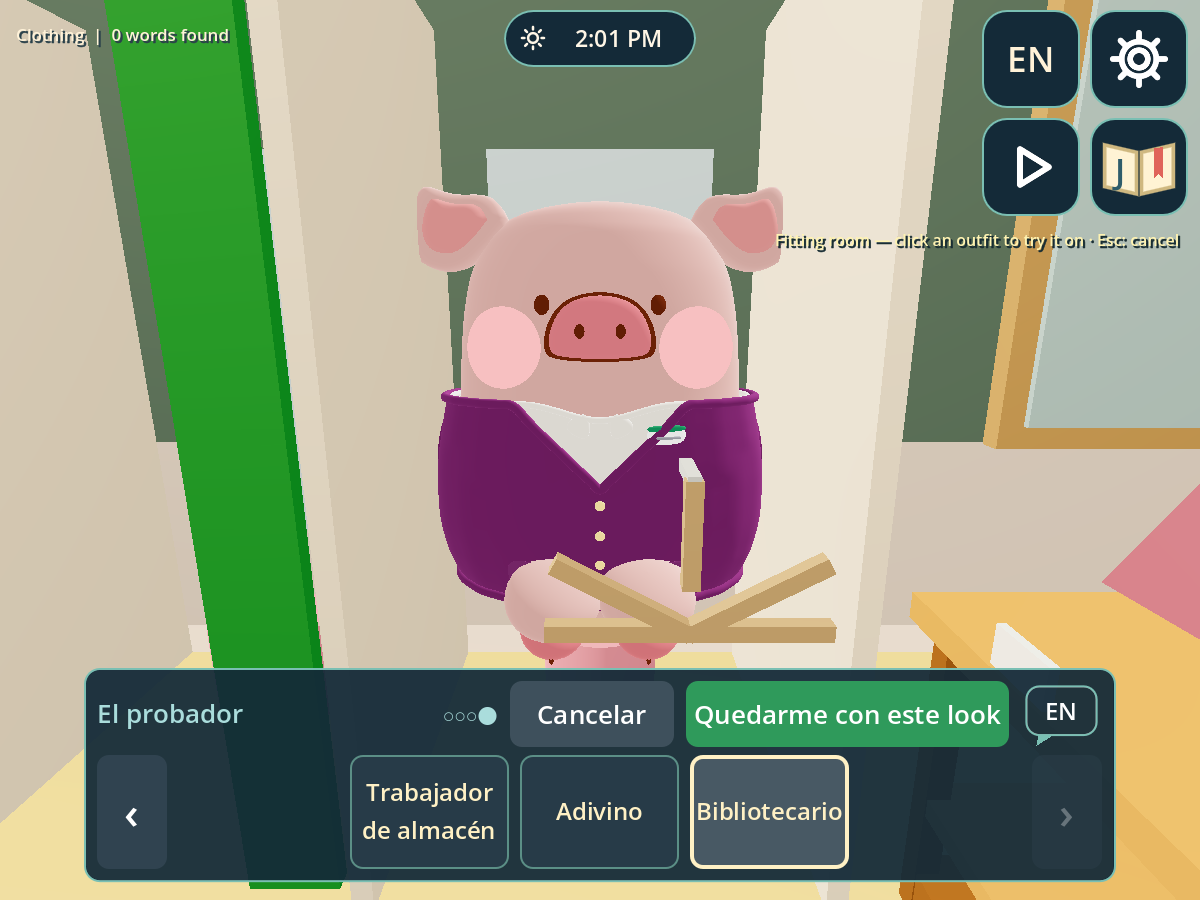 Clothing | 0 words found
2:01 PM
EN
J
Fitting room — click an outfit to try it on · Esc: cancel
El probador
Cancelar
Quedarme con este look
EN
Trabajador
de almacén
Adivino
Bibliotecario